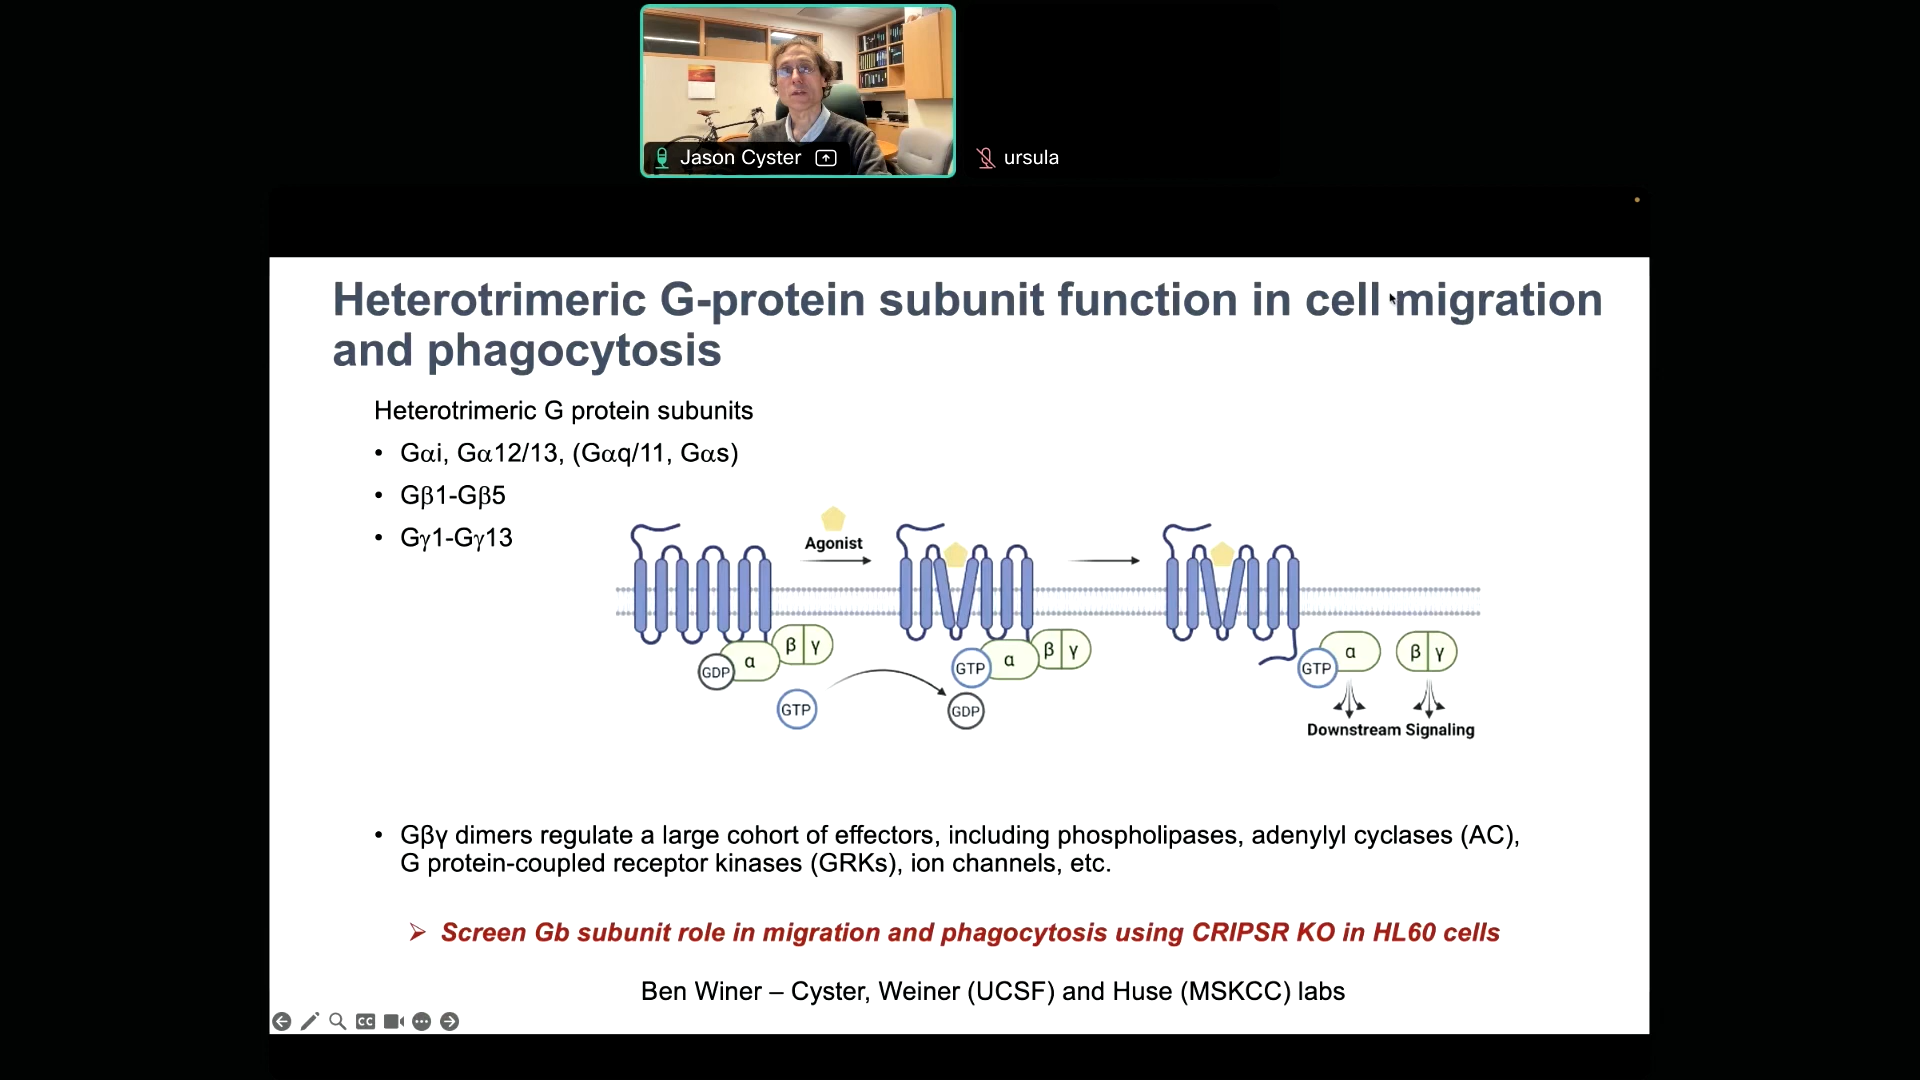 Jason Cyster
ursula
Heterotrimeric G-protein subunit function in cell migration
and phagocytosis
Heterotrimeric G protein subunits
• Gαi, Gα12/13, (Gαq/11, Gαs)
• Gβ1-Gβ5
• Gγ1-Gγ13
Agonist
β γ
α
GDP
GTP
β γ
α
GTP
GDP
α
GTP
β γ
Downstream Signaling
• Gβγ dimers regulate a large cohort of effectors, including phospholipases, adenylyl cyclases (AC),
G protein-coupled receptor kinases (GRKs), ion channels, etc.
➢ Screen Gb subunit role in migration and phagocytosis using CRIPSR KO in HL60 cells
Ben Winer – Cyster, Weiner (UCSF) and Huse (MSKCC) labs
CC